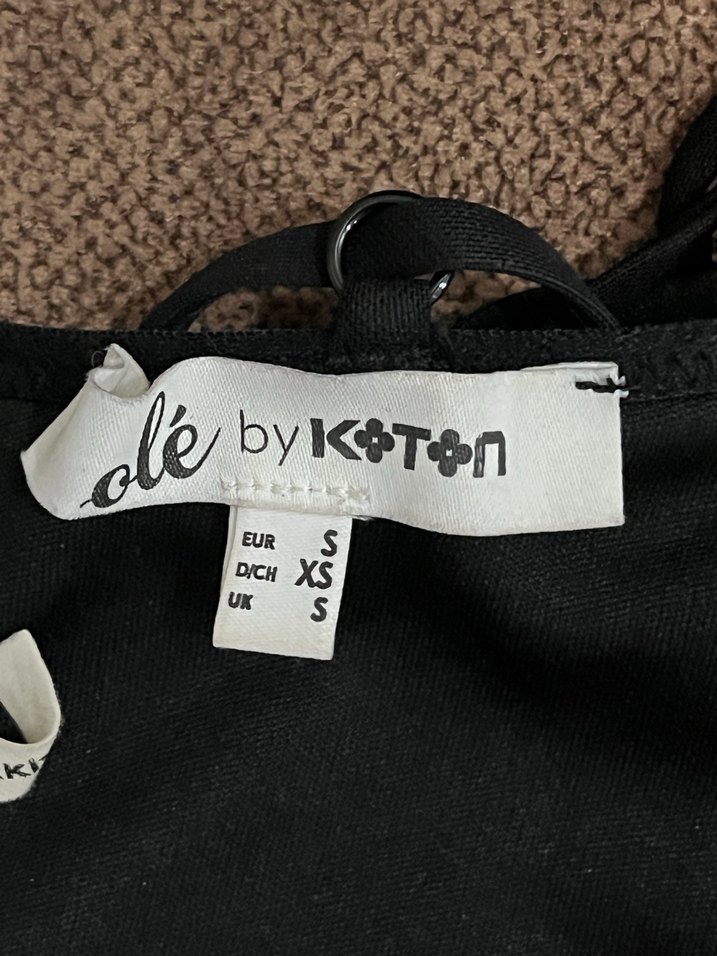 olé by KOTON
EUR S
D/CH XS
UK S